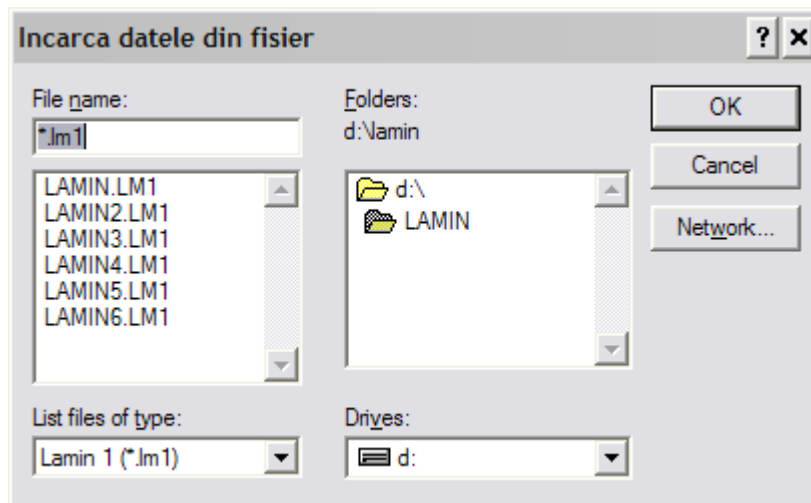 Incarca datele din fisier
File name:
*.lm1
LAMIN.LM1
LAMIN2.LM1
LAMIN3.LM1
LAMIN4.LM1
LAMIN5.LM1
LAMIN6.LM1
List files of type:
Lamin 1 (*.lm1)
Folders:
d:\lamin
d:\
LAMIN
Drives:
d:
OK
Cancel
Network...